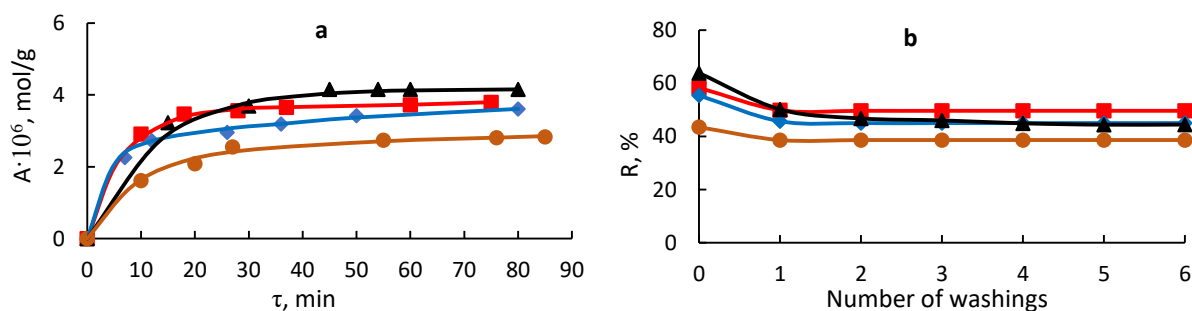 a
A·10⁶, mol/g
6
4
2
0
0 10 20 30 40 50 60 70 80 90
τ, min
b
R, %
80
60
40
20
0
0 1 2 3 4 5 6
Number of washings